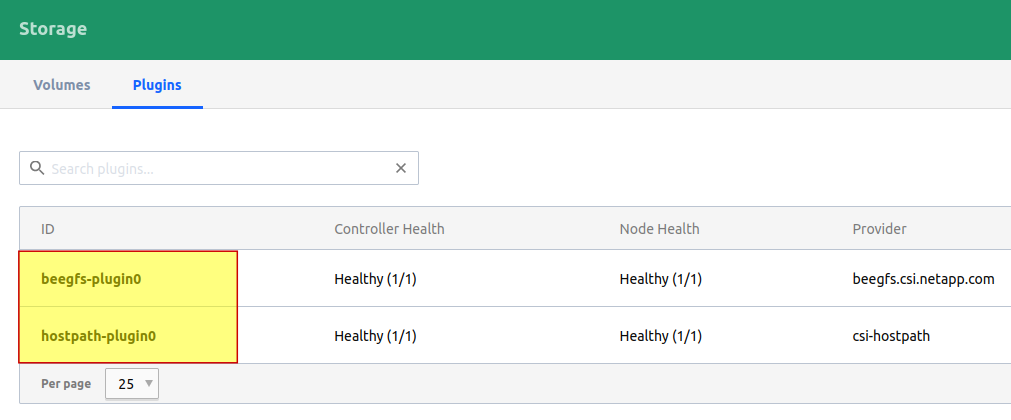 Storage
Volumes Plugins
Search plugins...
ID Controller Health Node Health Provider
beegfs-plugin0 Healthy (1/1) Healthy (1/1) beegfs.csi.netapp.com
hostpath-plugin0 Healthy (1/1) Healthy (1/1) csi-hostpath
Per page 25